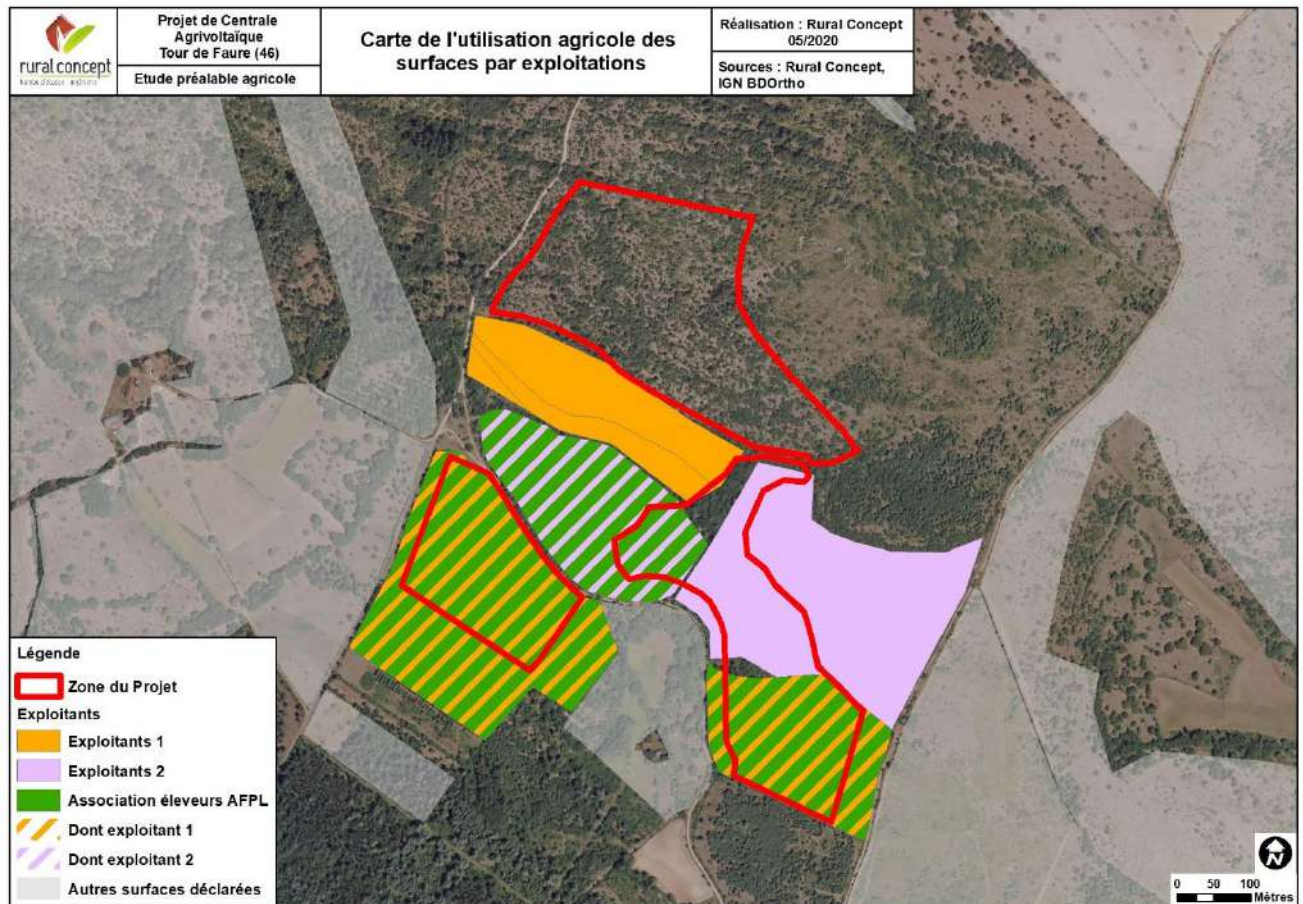 rural concept
Projet de Centrale
Agrivoltaïque
Tour de Faure (46)
Etude préalable agricole
Carte de l'utilisation agricole des
surfaces par exploitations
Réalisation : Rural Concept
05/2020
Sources : Rural Concept,
IGN BDOrtho
Légende
Zone du Projet
Exploitants
Exploitants 1
Exploitants 2
Association éleveurs AFPL
Dont exploitant 1
Dont exploitant 2
Autres surfaces déclarées
N
0 50 100
Mètres